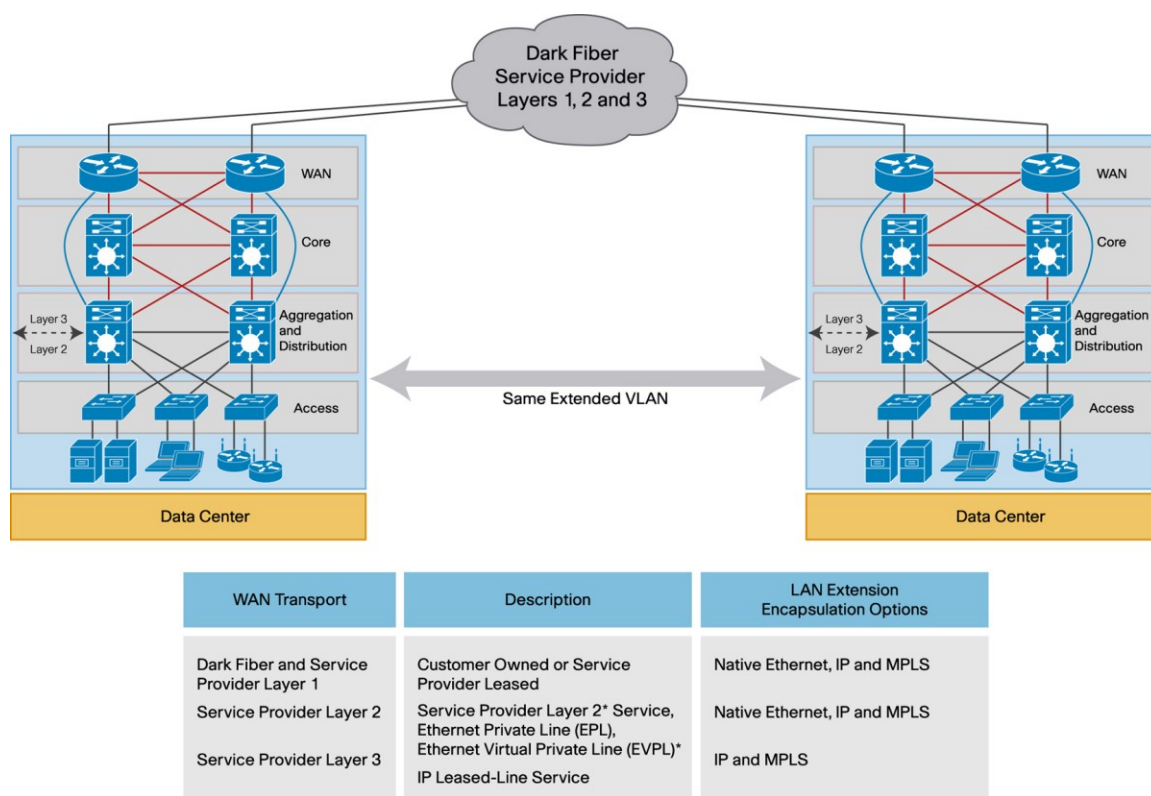 Dark Fiber
Service Provider
Layers 1, 2 and 3
WAN
Core
Layer 3
Layer 2
Aggregation
and
Distribution
Access
Data Center
Same Extended VLAN
WAN
Core
Layer 3
Layer 2
Aggregation
and
Distribution
Access
Data Center
WAN Transport
Description
LAN Extension
Encapsulation Options
Dark Fiber and Service
Provider Layer 1
Customer Owned or Service
Provider Leased
Native Ethernet, IP and MPLS
Service Provider Layer 2
Service Provider Layer 2* Service,
Ethernet Private Line (EPL),
Ethernet Virtual Private Line (EVPL)*
Native Ethernet, IP and MPLS
Service Provider Layer 3
IP Leased-Line Service
IP and MPLS